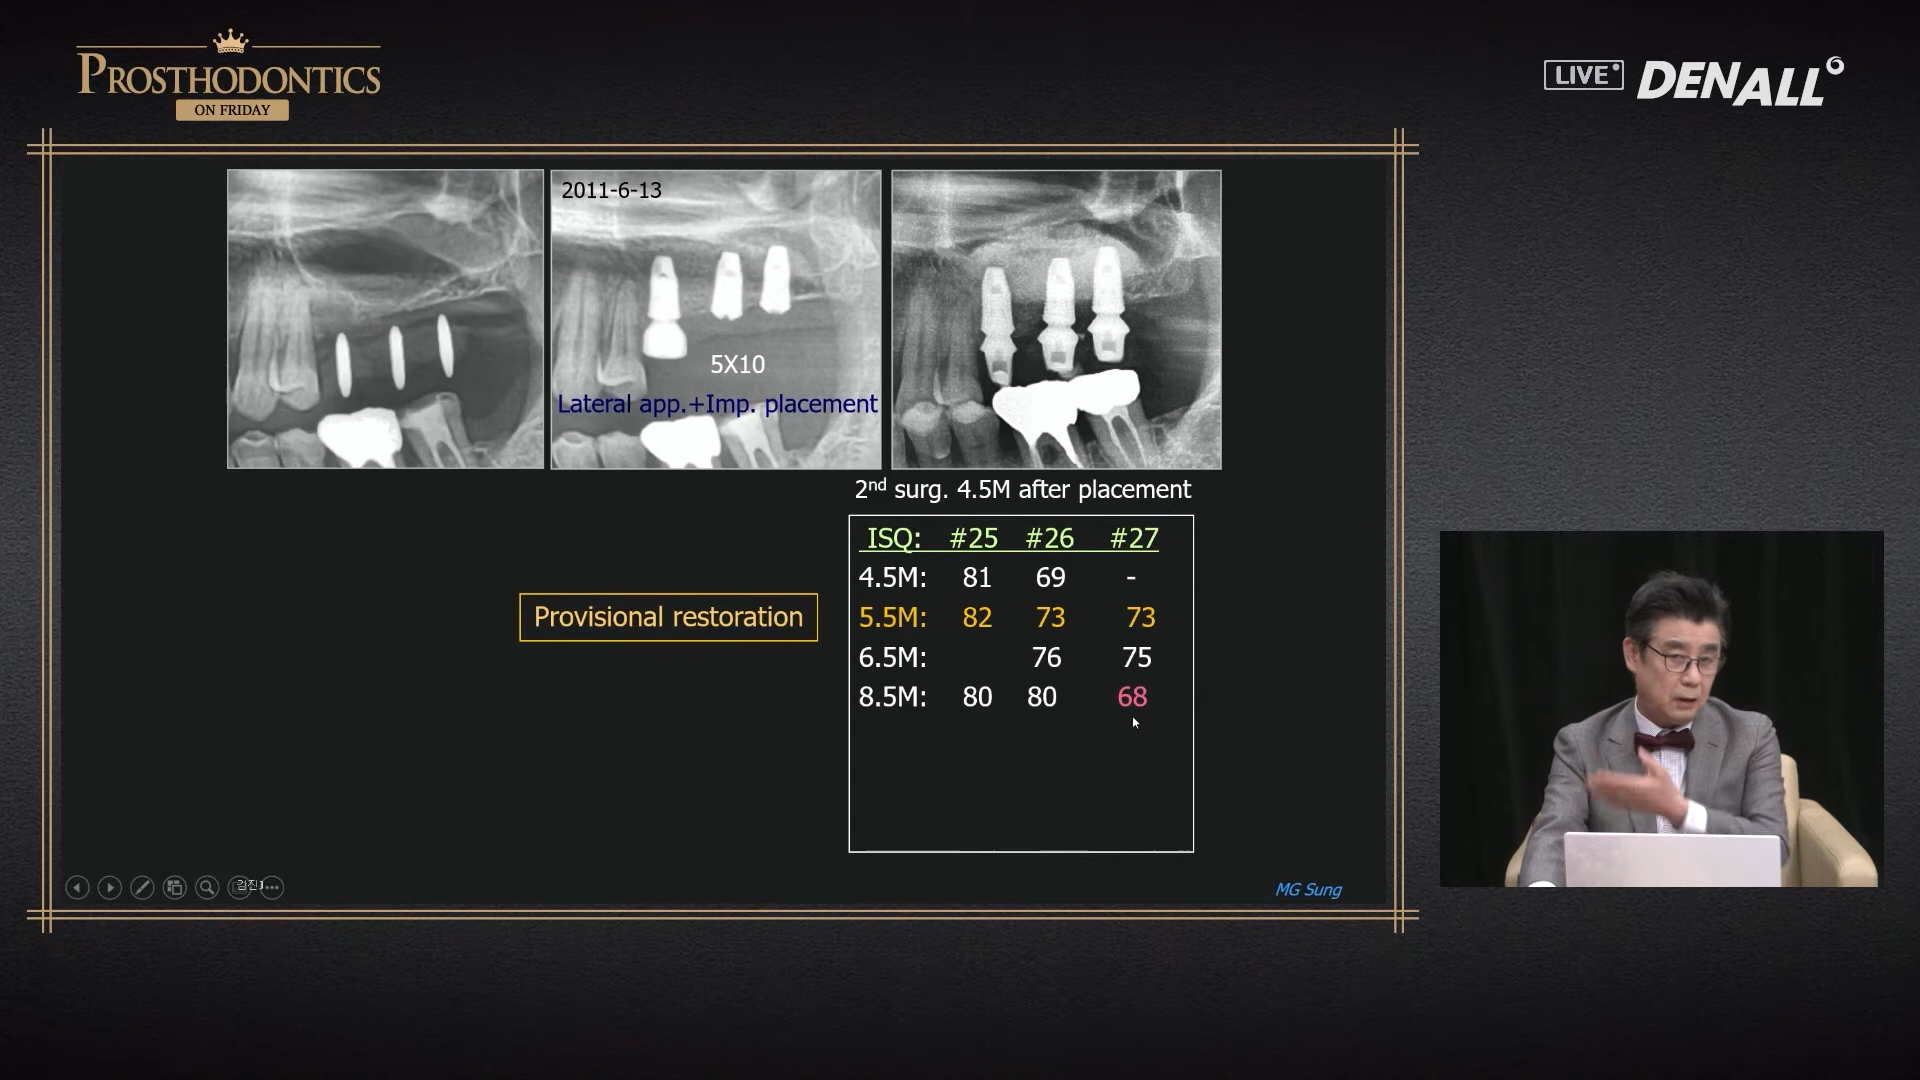 PROSTHODONTICS
ON FRIDAY
LIVE
DENALL
2011-6-13
5X10
Lateral app.+Imp. placement
2nd surg. 4.5M after placement
ISQ: #25 #26 #27
4.5M: 81 69 -
5.5M: 82 73 73
6.5M: 76 75
8.5M: 80 80 68
Provisional restoration
MG Sung